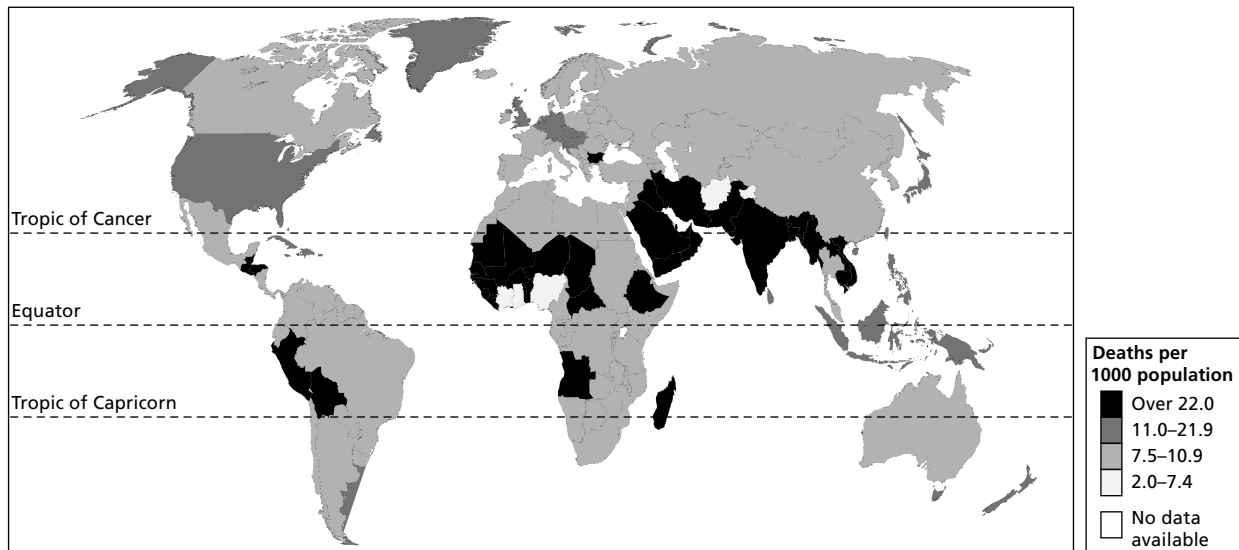 Tropic of Cancer
Equator
Tropic of Capricorn
Deaths per
1000 population
Over 22.0
11.0–21.9
7.5–10.9
2.0–7.4
No data
available